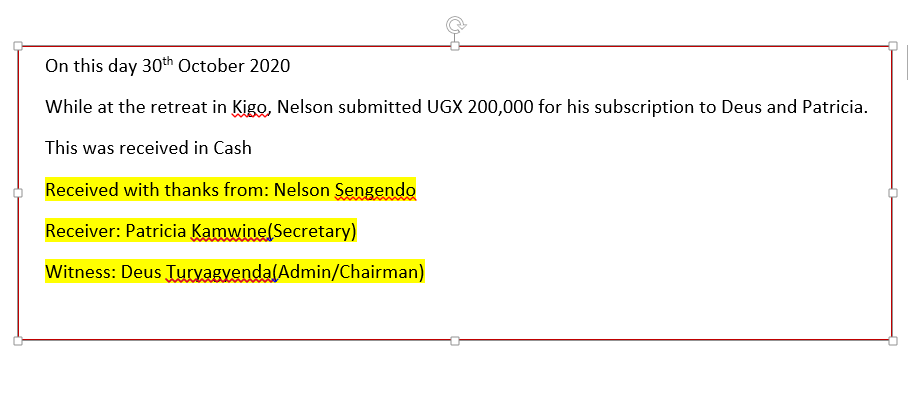 On this day 30th October 2020
While at the retreat in Kigo, Nelson submitted UGX 200,000 for his subscription to Deus and Patricia.
This was received in Cash
Received with thanks from: Nelson Sengendo
Receiver: Patricia Kamwine(Secretary)
Witness: Deus Turyagyenda(Admin/Chairman)